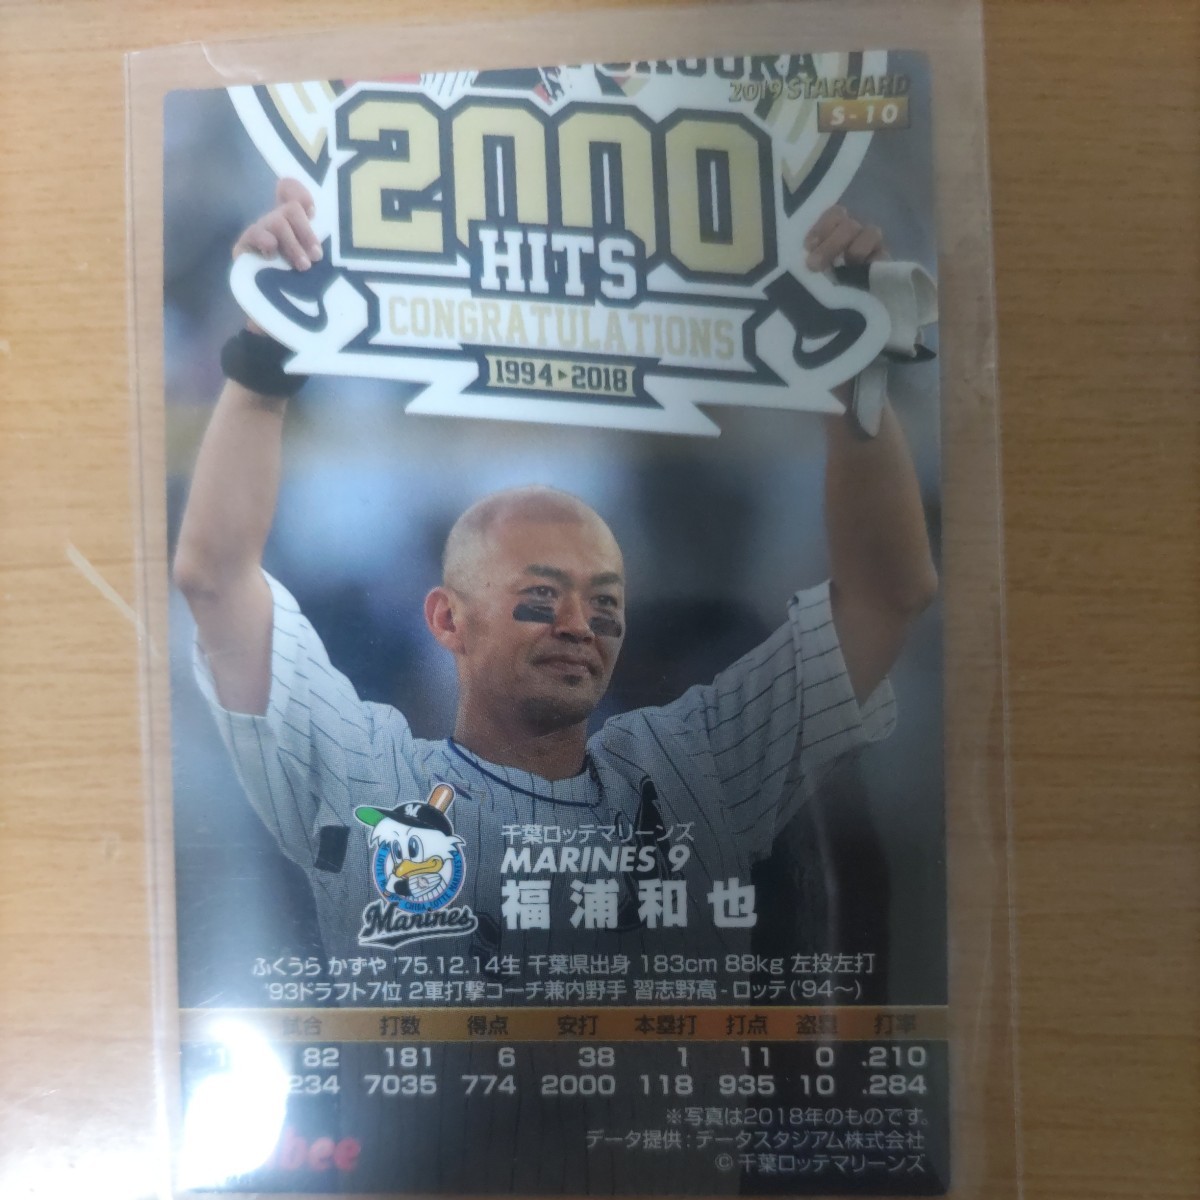 2019 STARCARD
S-10
2000
HITS
CONGRATULATIONS
1994▸2018
千葉ロッテマリーンズ
MARINES 9
福浦和也
Marines
ふくうら かずや '75.12.14生 千葉県出身 183cm 88kg 左投左打
'93ドラフト7位 2軍打撃コーチ兼内野手 習志野高-ロッテ('94〜)
試合 打数 得点 安打 本塁打 打点 盗塁 打率
82 181 6 38 1 11 0 .210
234 7035 774 2000 118 935 10 .284
※写真は2018年のものです。
データ提供:データスタジアム株式会社
©千葉ロッテマリーンズ
bee